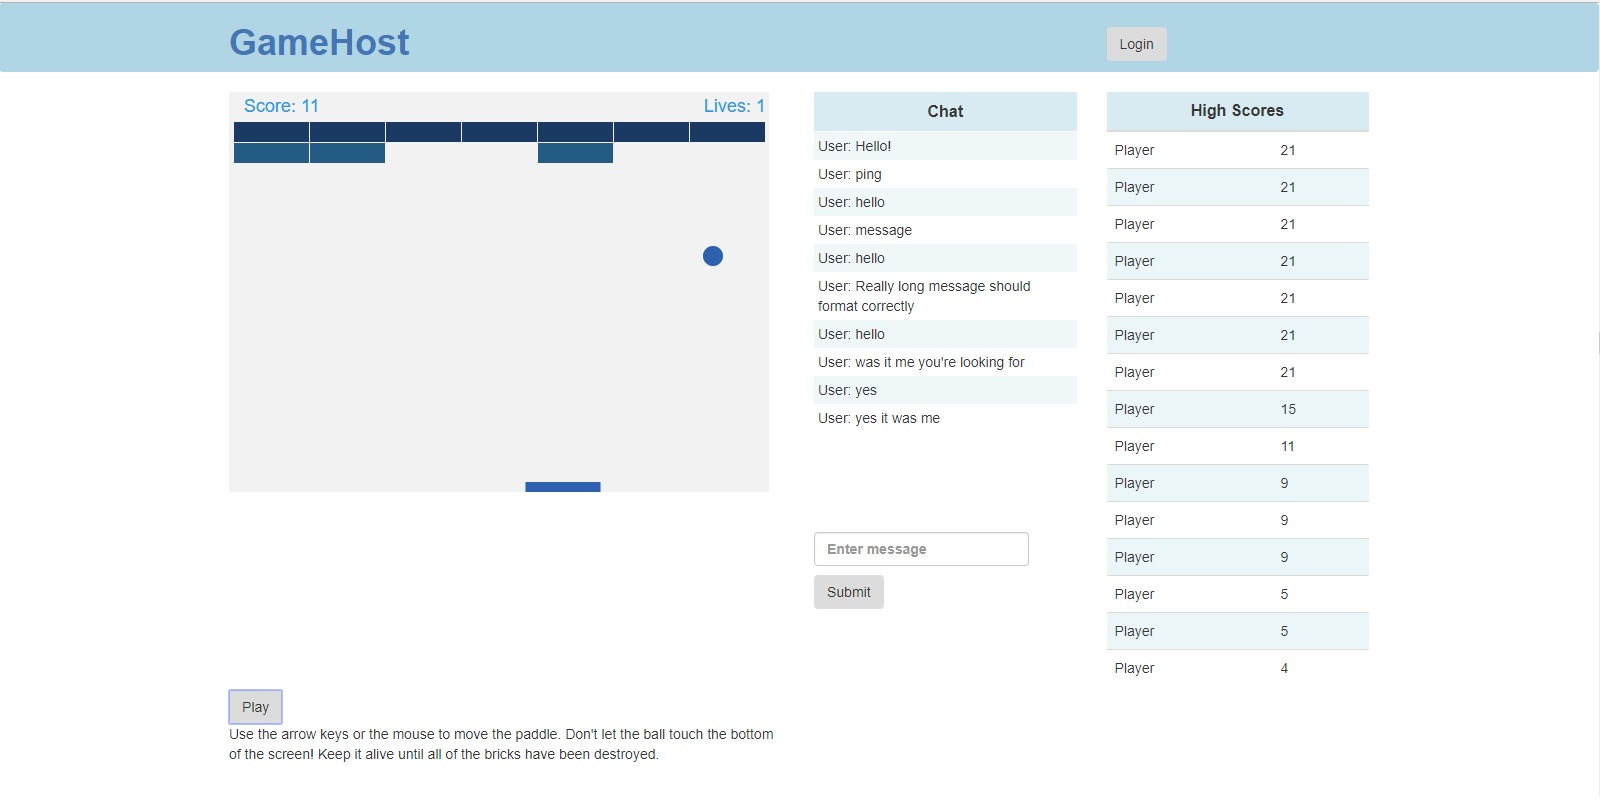 GameHost
Login
Score: 11
Lives: 1
Chat
User: Hello!
User: ping
User: hello
User: message
User: hello
User: Really long message should
format correctly
User: hello
User: was it me you're looking for
User: yes
User: yes it was me
Enter message
Submit
High Scores
Player 21
Player 21
Player 21
Player 21
Player 21
Player 21
Player 21
Player 15
Player 11
Player 9
Player 9
Player 9
Player 5
Player 5
Player 4
Play
Use the arrow keys or the mouse to move the paddle. Don't let the ball touch the bottom
of the screen! Keep it alive until all of the bricks have been destroyed.